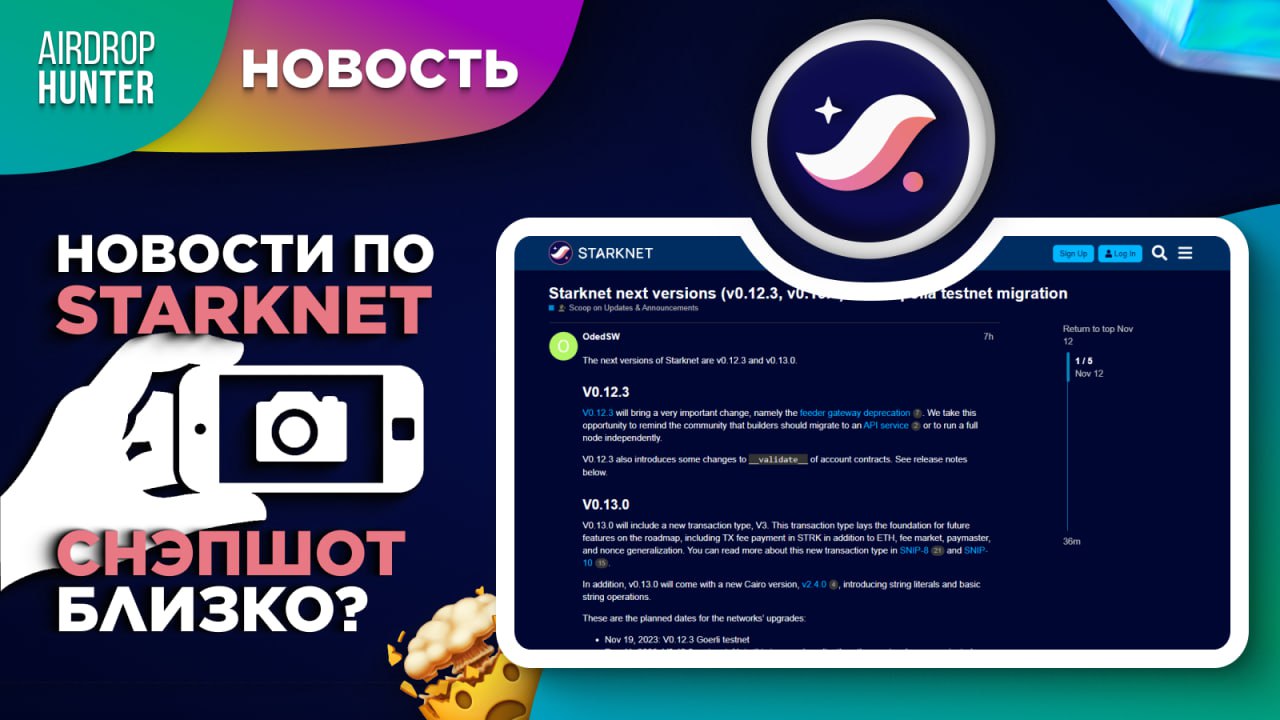 AIRDROP
HUNTER
НОВОСТЬ
НОВОСТИ ПО
STARKNET
СНЭПШОТ
БЛИЗКО?
STARKNET
Sign Up
Log In
Starknet next versions (v0.12.3, testnet migration
Scoop on Updates & Announcements
O
OdedSW
7h
The next versions of Starknet are v0.12.3 and v0.13.0.
V0.12.3
V0.12.3 will bring a very important change, namely the feeder gateway deprecation 7. We take this
opportunity to remind the community that builders should migrate to an API service 2 or to run a full
node independently.
V0.12.3 also introduces some changes to __validate__ of account contracts. See release notes
below.
V0.13.0
V0.13.0 will include a new transaction type, V3. This transaction type lays the foundation for future
features on the roadmap, including TX fee payment in STRK in addition to ETH, fee market, paymaster,
and nonce generalization. You can read more about this new transaction type in SNIP-8 21 and SNIP-
10 15.
In addition, v0.13.0 will come with a new Cairo version, v2.4.0 4, introducing string literals and basic
string operations.
These are the planned dates for the networks' upgrades:
• Nov 19, 2023: V0.12.3 Goerli testnet
Return to top Nov
12
1 / 5
Nov 12
36m